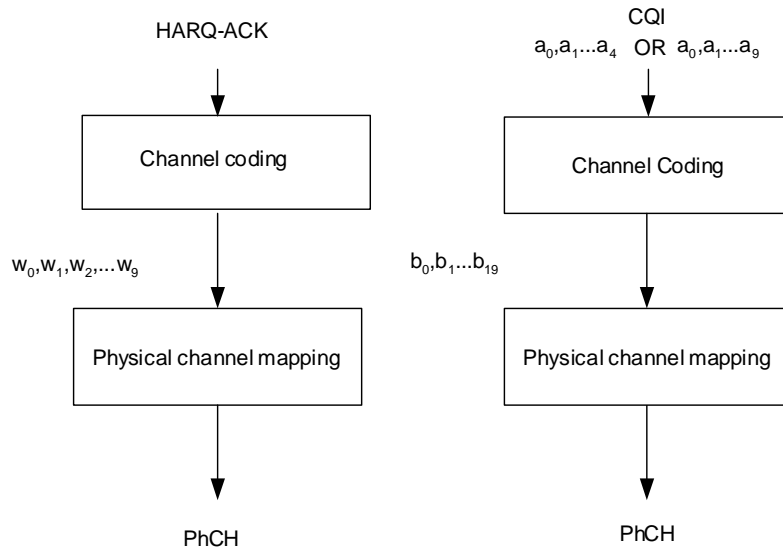 HARQ-ACK
Channel coding
w0,w1,w2,...w9
Physical channel mapping
PhCH
CQI
a0,a1...a4 OR a0,a1...a9
Channel Coding
b0,b1...b19
Physical channel mapping
PhCH